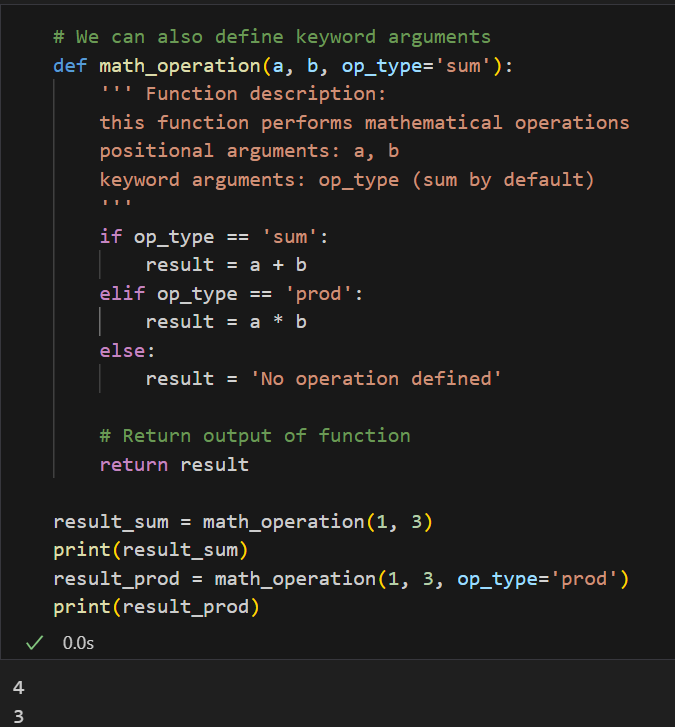 # We can also define keyword arguments
def math_operation(a, b, op_type='sum'):
    ''' Function description:
    this function performs mathematical operations
    positional arguments: a, b
    keyword arguments: op_type (sum by default)
    '''
    if op_type == 'sum':
        result = a + b
    elif op_type == 'prod':
        result = a * b
    else:
        result = 'No operation defined'

    # Return output of function
    return result

result_sum = math_operation(1, 3)
print(result_sum)
result_prod = math_operation(1, 3, op_type='prod')
print(result_prod)
0.0s
4
3